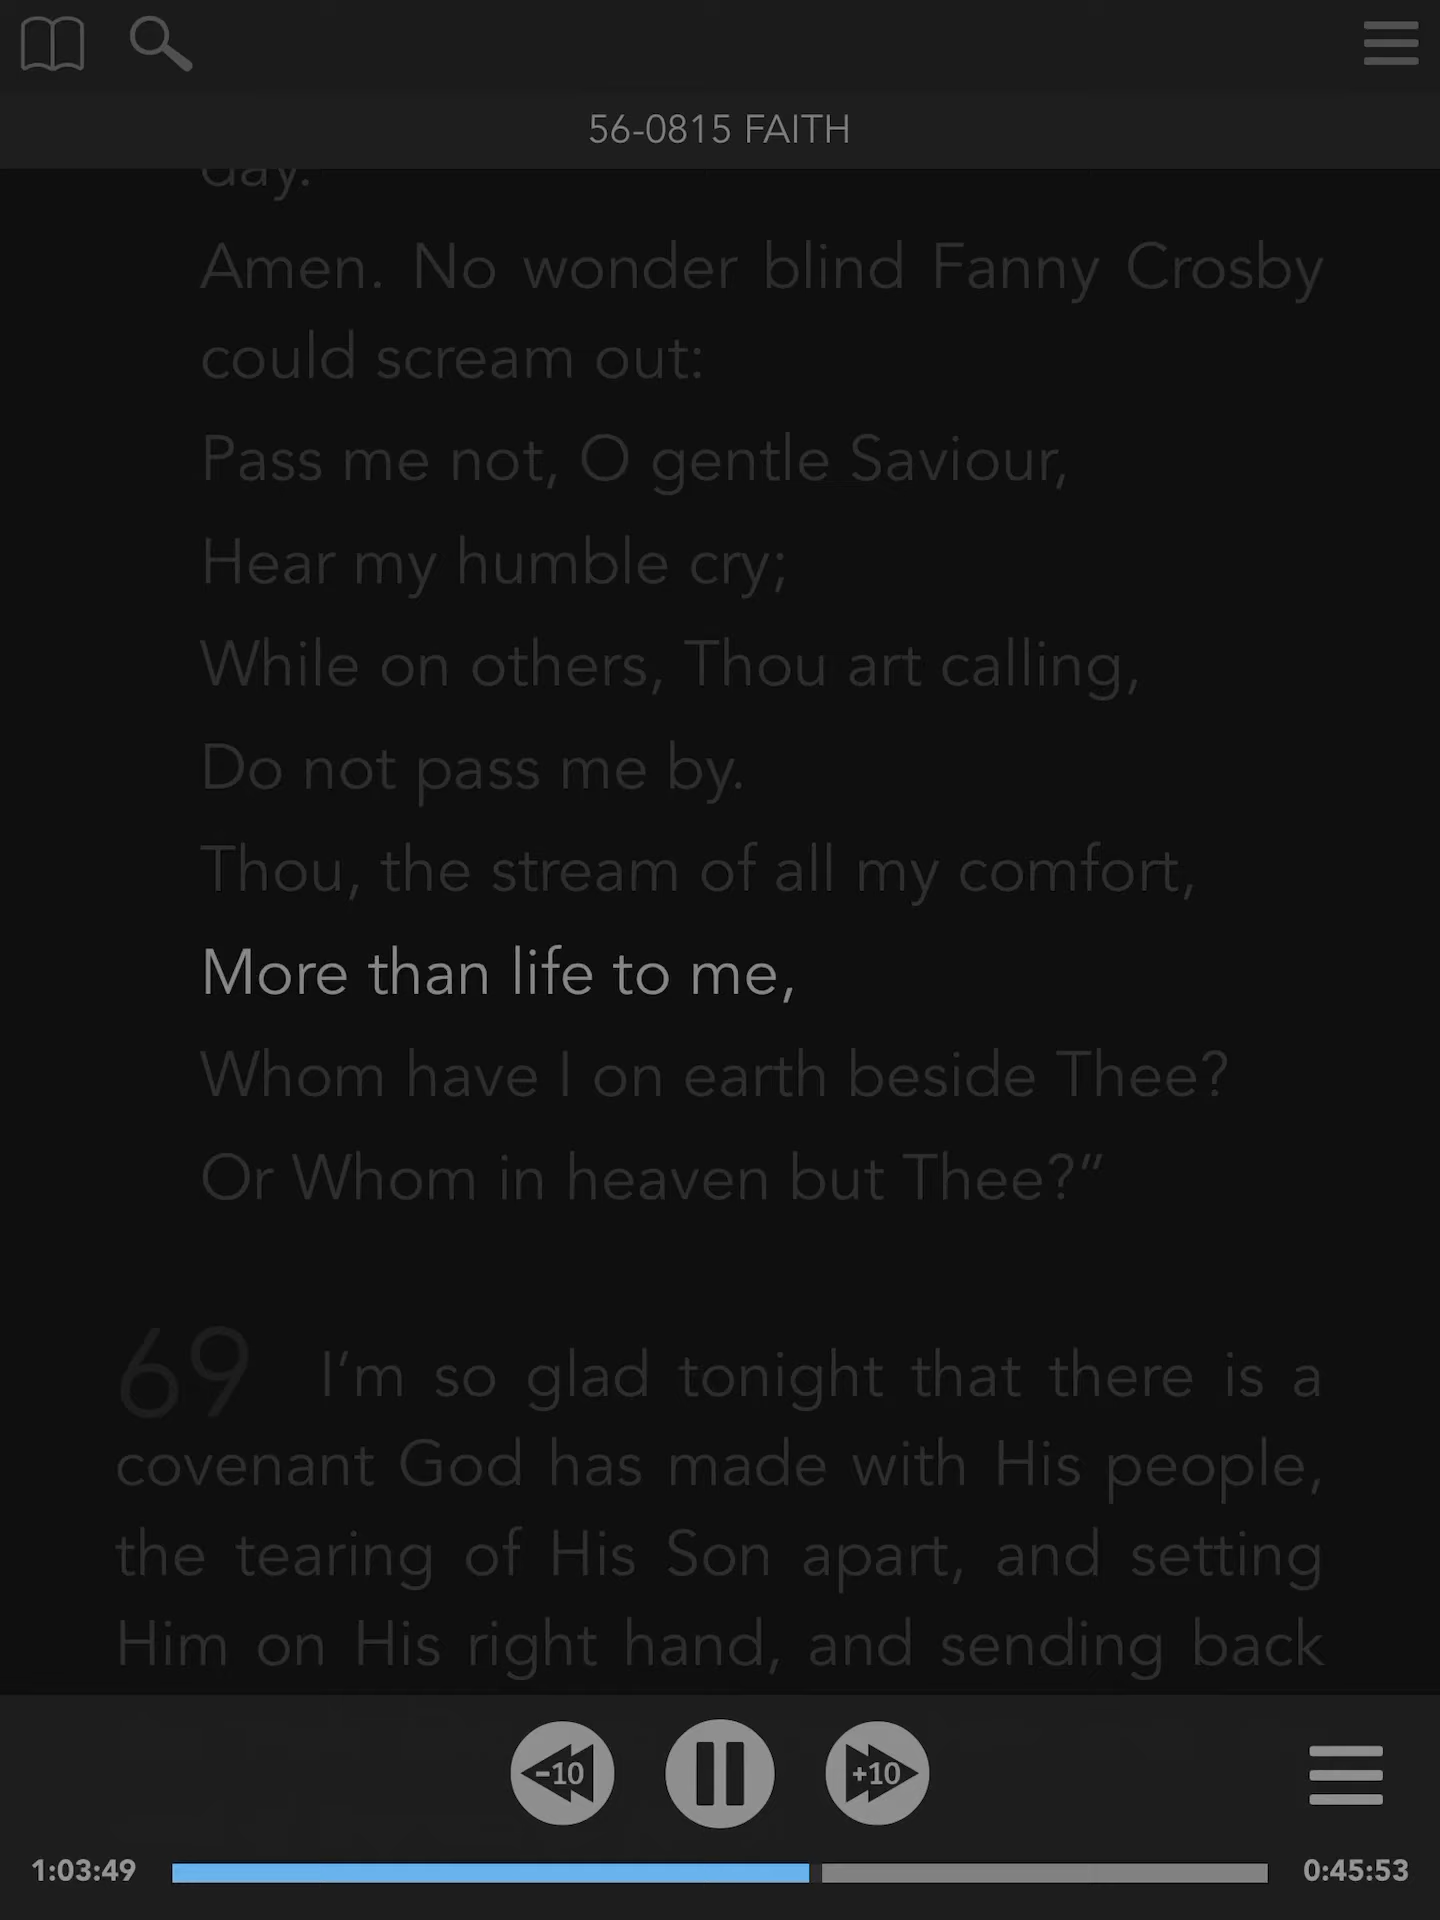 56-0815 FAITH
day.
Amen. No wonder blind Fanny Crosby
could scream out:
Pass me not, O gentle Saviour,
Hear my humble cry;
While on others, Thou art calling,
Do not pass me by.
Thou, the stream of all my comfort,
More than life to me,
Whom have I on earth beside Thee?
Or Whom in heaven but Thee?”
69 I’m so glad tonight that there is a
covenant God has made with His people,
the tearing of His Son apart, and setting
Him on His right hand, and sending back
-10 +10
1:03:49 0:45:53